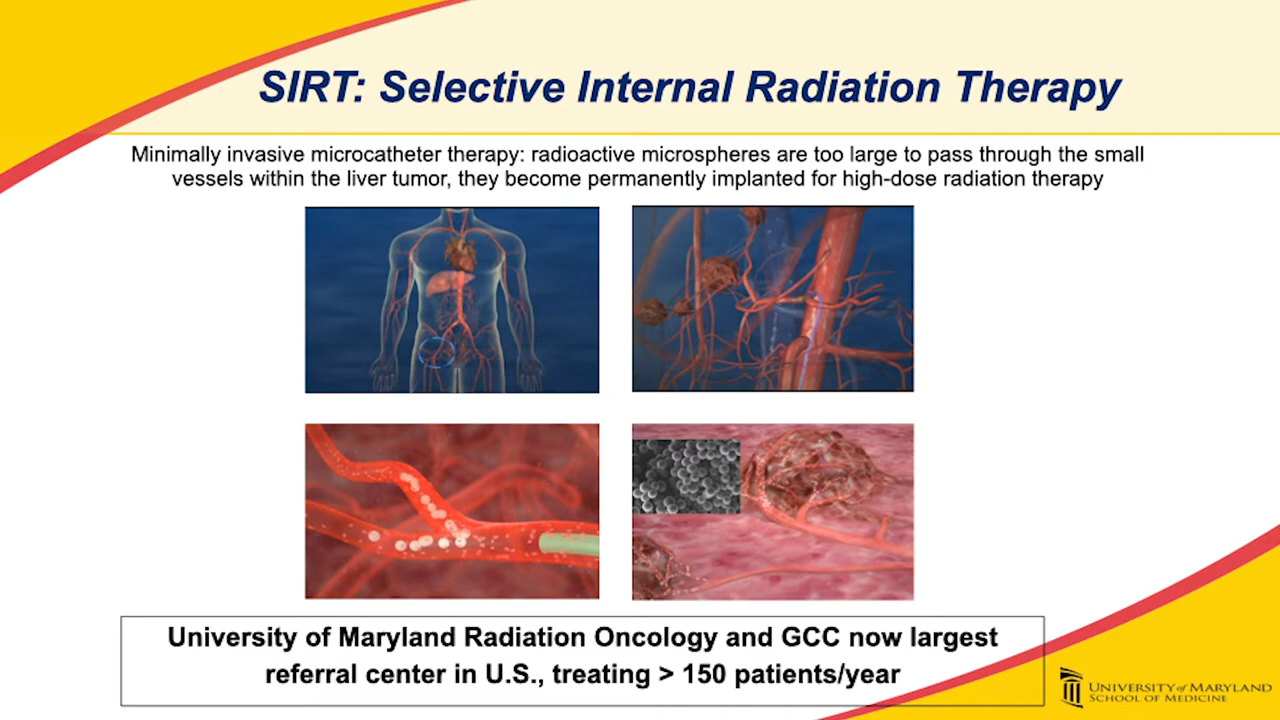 SIRT: Selective Internal Radiation Therapy
Minimally invasive microcatheter therapy: radioactive microspheres are too large to pass through the small
vessels within the liver tumor, they become permanently implanted for high-dose radiation therapy
University of Maryland Radiation Oncology and GCC now largest
referral center in U.S., treating > 150 patients/year
UNIVERSITY of MARYLAND
SCHOOL OF MEDICINE